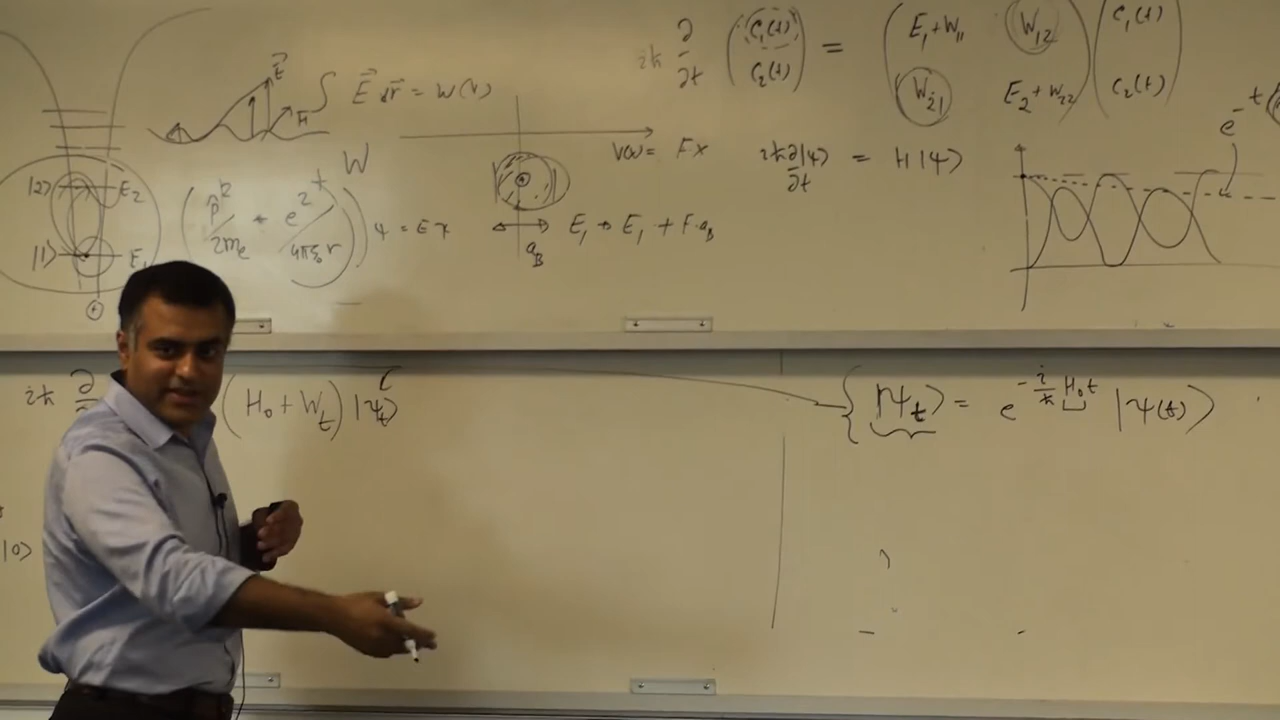 iħ ∂/∂t (C₁(t) C₂(t)) = (E₁+W₁₁ W₁₂ W₂₁ E₂+W₂₂) (C₁(t) C₂(t))
E⃗
∫ E⃗ dr⃗ = W(r)
F
V(x) = Fx
iħ ∂|ψ⟩/∂t = H|ψ⟩
e^-t
W
|2⟩ E₂
(p̂²/2mₑ + e²/4πε₀r) ψ = Eψ
a_B
E₁ → E₁ + F·a_B
|1⟩ E₁
iħ ∂ (H₀ + W_t) |ψ_t⟩
|ψ_t⟩ = e^(-i/ħ H₀t) |ψ(t)⟩
|0⟩